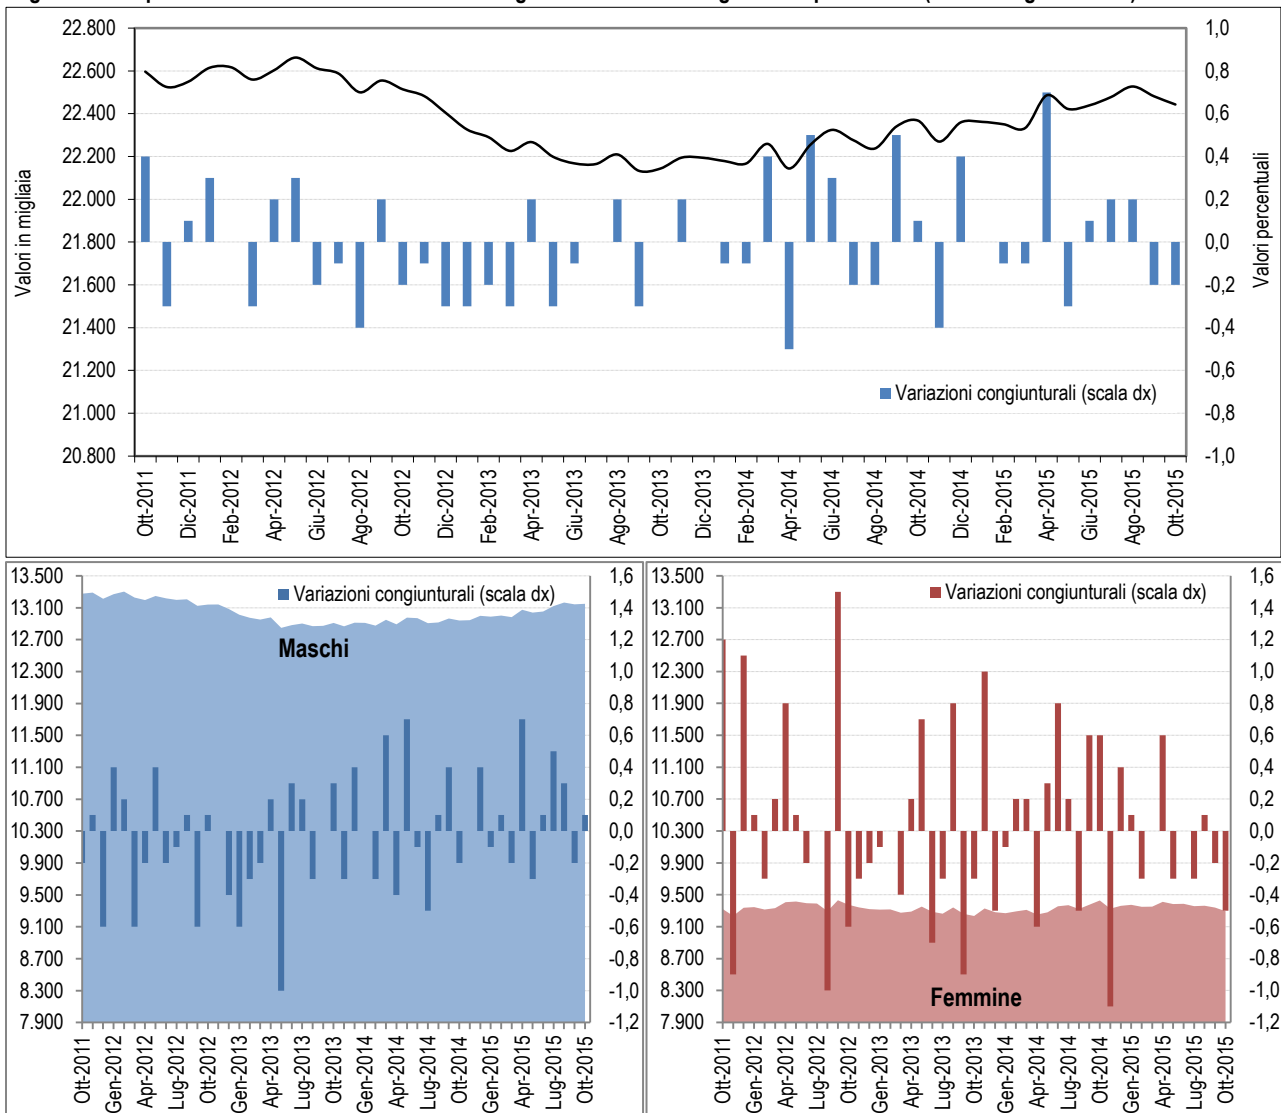 22.800
22.600
22.400
22.200
22.000
21.800
21.600
21.400
21.200
21.000
20.800
Valori in migliaia
1,0
0,8
0,6
0,4
0,2
0,0
-0,2
-0,4
-0,6
-0,8
-1,0
Valori percentuali
Variazioni congiunturali (scala dx)
Ott-2011
Dic-2011
Feb-2012
Apr-2012
Giu-2012
Ago-2012
Ott-2012
Dic-2012
Feb-2013
Apr-2013
Giu-2013
Ago-2013
Ott-2013
Dic-2013
Feb-2014
Apr-2014
Giu-2014
Ago-2014
Ott-2014
Dic-2014
Feb-2015
Apr-2015
Giu-2015
Ago-2015
Ott-2015
13.500
13.100
12.700
12.300
11.900
11.500
11.100
10.700
10.300
9.900
9.500
9.100
8.700
8.300
7.900
Variazioni congiunturali (scala dx)
Maschi
1,6
1,4
1,2
1,0
0,8
0,6
0,4
0,2
0,0
-0,2
-0,4
-0,6
-0,8
-1,0
-1,2
Ott-2011
Gen-2012
Apr-2012
Lug-2012
Ott-2012
Gen-2013
Apr-2013
Lug-2013
Ott-2013
Gen-2014
Apr-2014
Lug-2014
Ott-2014
Gen-2015
Apr-2015
Lug-2015
Ott-2015
13.500
13.100
12.700
12.300
11.900
11.500
11.100
10.700
10.300
9.900
9.500
9.100
8.700
8.300
7.900
Variazioni congiunturali (scala dx)
Femmine
1,6
1,4
1,2
1,0
0,8
0,6
0,4
0,2
0,0
-0,2
-0,4
-0,6
-0,8
-1,0
-1,2
Ott-2011
Gen-2012
Apr-2012
Lug-2012
Ott-2012
Gen-2013
Apr-2013
Lug-2013
Ott-2013
Gen-2014
Apr-2014
Lug-2014
Ott-2014
Gen-2015
Apr-2015
Lug-2015
Ott-2015